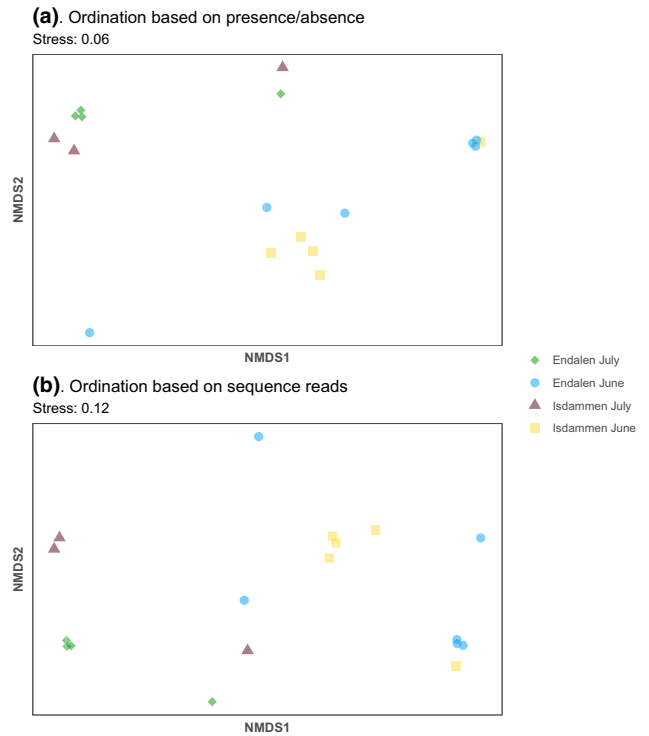 (a). Ordination based on presence/absence
Stress: 0.06
NMDS2
NMDS1
Endalen July
Endalen June
Isdammen July
Isdammen June
(b). Ordination based on sequence reads
Stress: 0.12
NMDS2
NMDS1